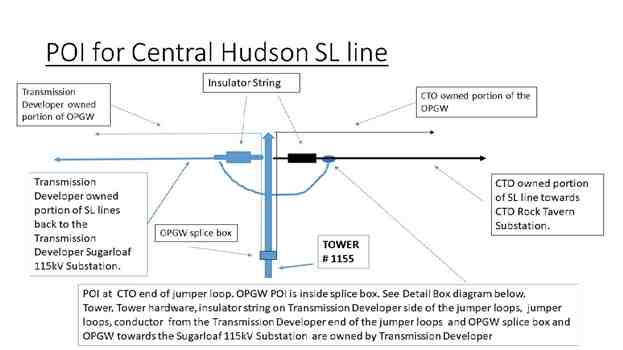 POI for Central Hudson SL line
Transmission
Developer owned
portion of OPGW
Insulator String
CTO owned portion of the
OPGW
Transmission
Developer owned
portion of SL lines
back to the
Transmission
Developer Sugarloaf
115kV Substation.
OPGW splice box
TOWER
# 1155
CTO owned portion
of SL line towards
CTO Rock Tavern
Substation.
POI at CTO end of jumper loop. OPGW POI is inside splice box. See Detail Box diagram below.
Tower, Tower hardware, insulator string on Transmission Developer side of the jumper loops, jumper
loops, conductor from the Transmission Developer end of the jumper loops and OPGW splice box and
OPGW towards the Sugarloaf 115kV Substation are owned by Transmission Developer